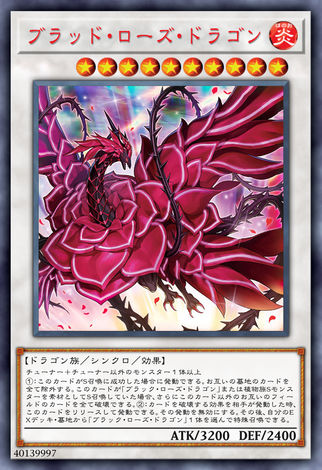 ブラッド・ローズ・ドラゴン
ほのお
炎
【ドラゴン族／シンクロ／効果】
チューナー＋チューナー以外のモンスター１体以上
①：このカードがS召喚に成功した場合に発動できる。お互いの墓地のカードを
全て除外する。このカードが「ブラック・ローズ・ドラゴン」または植物族Sモンス
ターを素材としてS召喚していた場合、さらにこのカード以外のお互いのフィー
ルドのカードを全て破壊できる。②：カードを破壊する効果を相手が発動した時、
このカードをリリースして発動できる。その発動を無効にする。その後、自分のE
Xデッキ・墓地から「ブラック・ローズ・ドラゴン」１体を選んで特殊召喚できる。
ATK/3200 DEF/2400
40139997